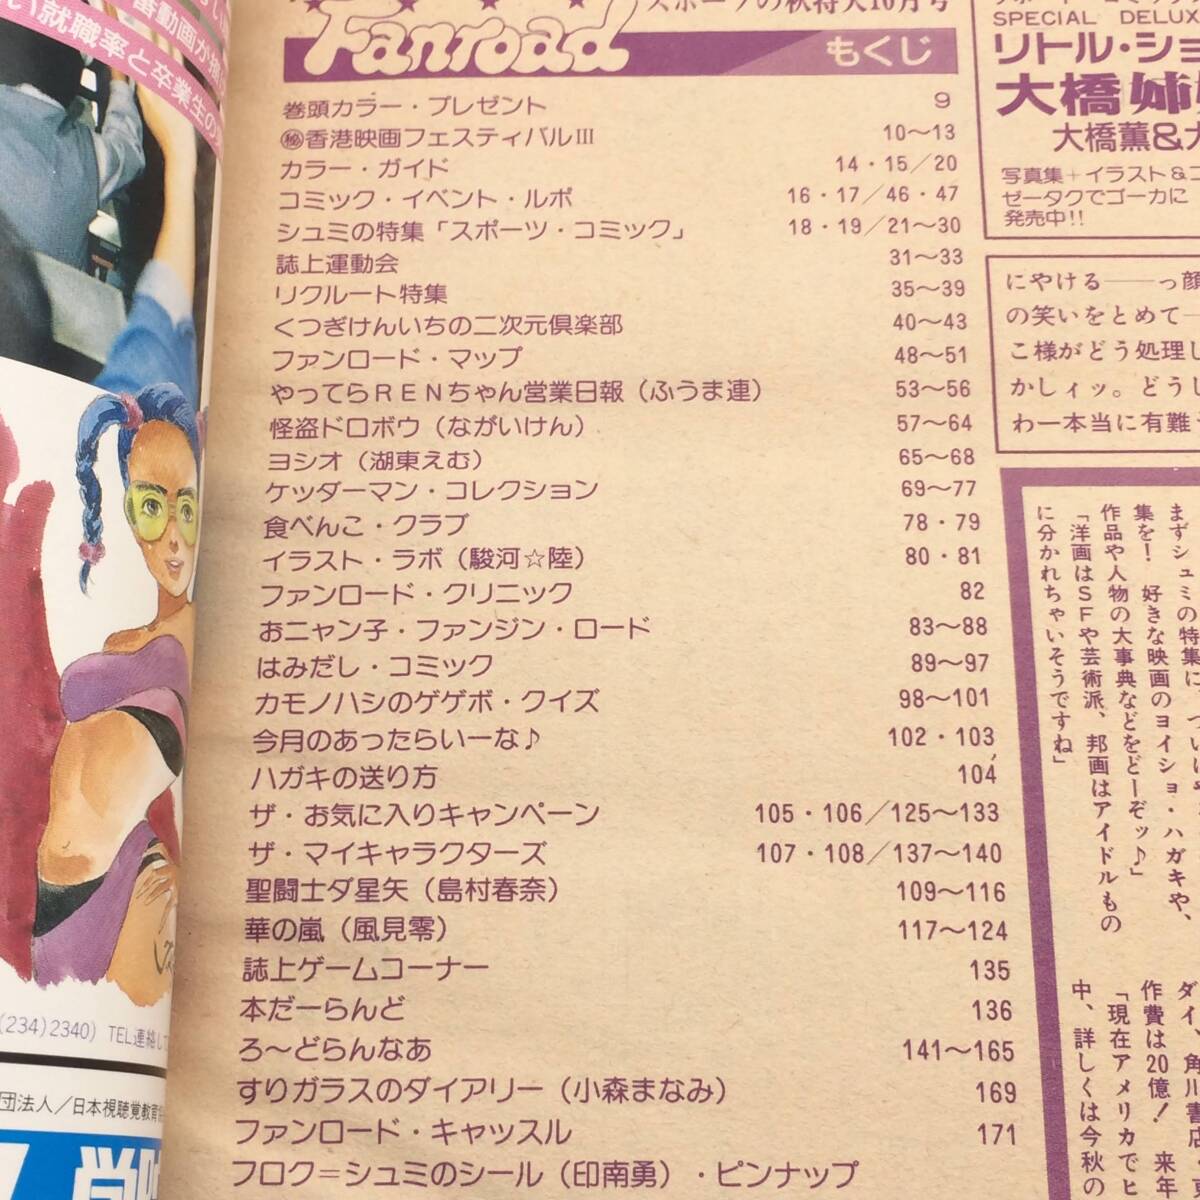 動画が
い就職率と卒業生の
(234)2340) TEL連絡し
団法人／日本視聴覚教育
スポーツの秋特大10月号
Fanroad
もくじ
巻頭カラー・プレゼント 9
㊙香港映画フェスティバルⅢ 10〜13
カラー・ガイド 14・15／20
コミック・イベント・ルポ 16・17／46・47
シュミの特集「スポーツ・コミック」 18・19／21〜30
誌上運動会 31〜33
リクルート特集 35〜39
くつぎけんいちの二次元倶楽部 40〜43
ファンロード・マップ 48〜51
やってらRENちゃん営業日報（ふうま連） 53〜56
怪盗ドロボウ（ながいけん） 57〜64
ヨシオ（湖東えむ） 65〜68
ケッダーマン・コレクション 69〜77
食べんこ・クラブ 78・79
イラスト・ラボ（駿河☆陸） 80・81
ファンロード・クリニック 82
おニャン子・ファンジン・ロード 83〜88
はみだし・コミック 89〜97
カモノハシのゲゲボ・クイズ 98〜101
今月のあったらいーな♪ 102・103
ハガキの送り方 104
ザ・お気に入りキャンペーン 105・106／125〜133
ザ・マイキャラクターズ 107・108／137〜140
聖闘士ダ星矢（島村春奈） 109〜116
華の嵐（風見零） 117〜124
誌上ゲームコーナー 135
本だーらんど 136
ろ〜どらんなあ 141〜165
すりガラスのダイアリー（小森まなみ） 169
ファンロード・キャッスル 171
フロク＝シュミのシール（印南勇）・ピンナップ
SPECIAL DELUX
リトル・ショ
大橋姉
大橋薫&
写真集＋イラスト＆コ
ゼータクでゴーカに
発売中!!
にやける――っ顔
の笑いをとめて
こ様がどう処理し
かしィッ。どうし
わー本当に有難
まずシュミの特集に
集を！ 好きな映画のヨイショ・ハガキや、
作品や人物の大事典などをどーぞッ♪」
「洋画はSFや芸術派、邦画はアイドルもの
に分かれちゃいそうですね」
ダイ、角川書店
作費は20億！ 来年
「現在アメリカでヒ
中、詳しくは今秋の